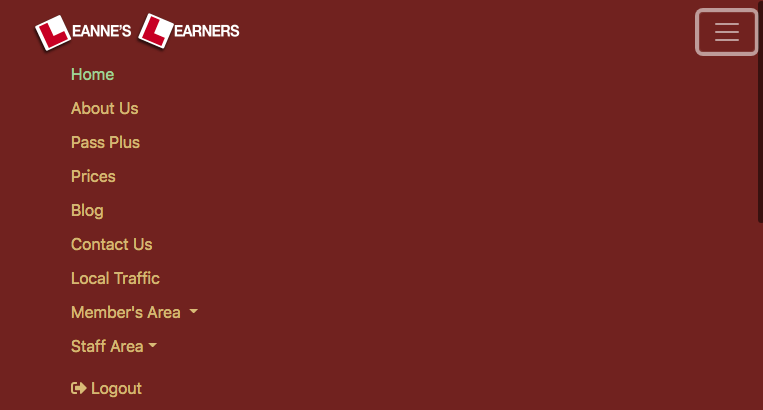 LEANNE'S LEARNERS
Home
About Us
Pass Plus
Prices
Blog
Contact Us
Local Traffic
Member's Area
Staff Area
Logout